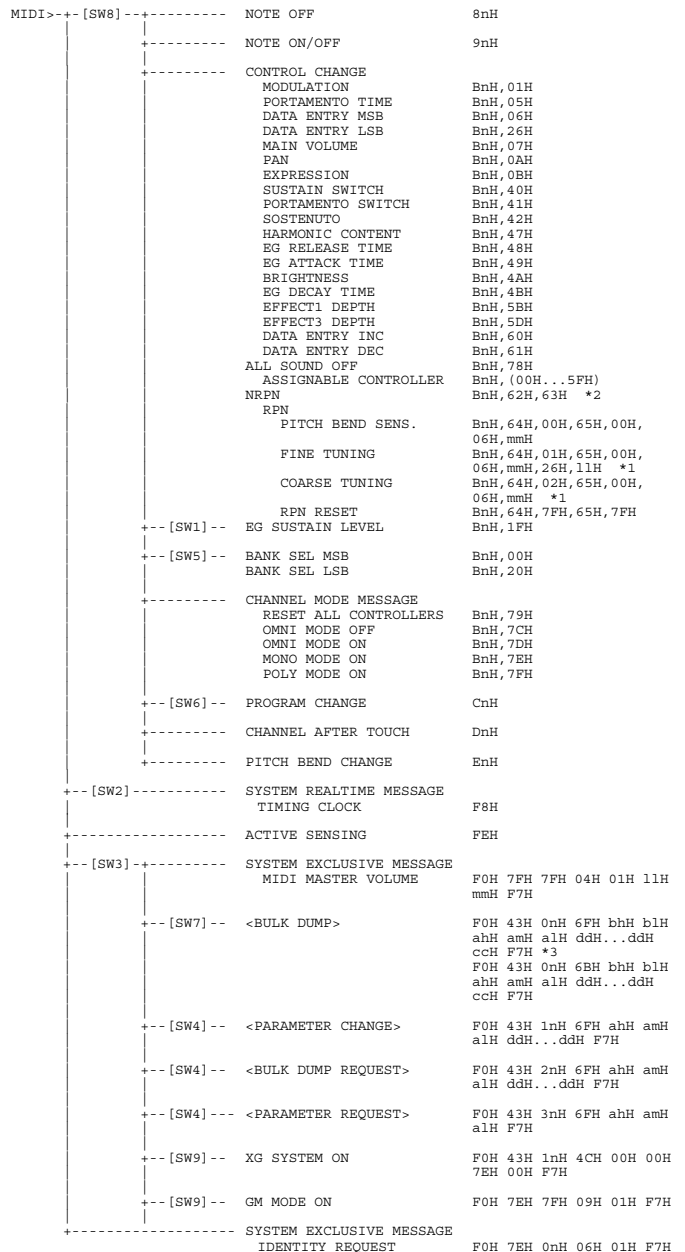 MIDI>-+-[SW8]--+--------- NOTE OFF 8nH
+--------- NOTE ON/OFF 9nH
+--------- CONTROL CHANGE
MODULATION BnH,01H
PORTAMENTO TIME BnH,05H
DATA ENTRY MSB BnH,06H
DATA ENTRY LSB BnH,26H
MAIN VOLUME BnH,07H
PAN BnH,0AH
EXPRESSION BnH,0BH
SUSTAIN SWITCH BnH,40H
PORTAMENTO SWITCH BnH,41H
SOSTENUTO BnH,42H
HARMONIC CONTENT BnH,47H
EG RELEASE TIME BnH,48H
EG ATTACK TIME BnH,49H
BRIGHTNESS BnH,4AH
EG DECAY TIME BnH,4BH
EFFECT1 DEPTH BnH,5BH
EFFECT3 DEPTH BnH,5DH
DATA ENTRY INC BnH,60H
DATA ENTRY DEC BnH,61H
ALL SOUND OFF BnH,78H
ASSIGNABLE CONTROLLER BnH,(00H...5FH)
NRPN BnH,62H,63H *2
RPN
PITCH BEND SENS. BnH,64H,00H,65H,00H,
06H,mmH
FINE TUNING BnH,64H,01H,65H,00H,
06H,mmH,26H,llH *1
COARSE TUNING BnH,64H,02H,65H,00H,
06H,mmH *1
RPN RESET BnH,64H,7FH,65H,7FH
+--[SW1]-- EG SUSTAIN LEVEL BnH,1FH
+--[SW5]-- BANK SEL MSB BnH,00H
BANK SEL LSB BnH,20H
+--------- CHANNEL MODE MESSAGE
RESET ALL CONTROLLERS BnH,79H
OMNI MODE OFF BnH,7CH
OMNI MODE ON BnH,7DH
MONO MODE ON BnH,7EH
POLY MODE ON BnH,7FH
+--[SW6]-- PROGRAM CHANGE CnH
+--------- CHANNEL AFTER TOUCH DnH
+--------- PITCH BEND CHANGE EnH
+--[SW2]----------- SYSTEM REALTIME MESSAGE
TIMING CLOCK F8H
+------------------ ACTIVE SENSING FEH
+--[SW3]-+--------- SYSTEM EXCLUSIVE MESSAGE
MIDI MASTER VOLUME F0H 7FH 7FH 04H 01H llH
mmH F7H
+--[SW7]-- <BULK DUMP> F0H 43H 0nH 6FH bhH blH
ahH amH alH ddH...ddH
ccH F7H *3
F0H 43H 0nH 6BH bhH blH
ahH amH alH ddH...ddH
ccH F7H
+--[SW4]-- <PARAMETER CHANGE> F0H 43H 1nH 6FH ahH amH
alH ddH...ddH F7H
+--[SW4]-- <BULK DUMP REQUEST> F0H 43H 2nH 6FH ahH amH
alH ddH...ddH F7H
+--[SW4]--- <PARAMETER REQUEST> F0H 43H 3nH 6FH ahH amH
alH F7H
+--[SW9]-- XG SYSTEM ON F0H 43H 1nH 4CH 00H 00H
7EH 00H F7H
+--[SW9]-- GM MODE ON F0H 7EH 7FH 09H 01H F7H
+------------------- SYSTEM EXCLUSIVE MESSAGE
IDENTITY REQUEST F0H 7EH 0nH 06H 01H F7H